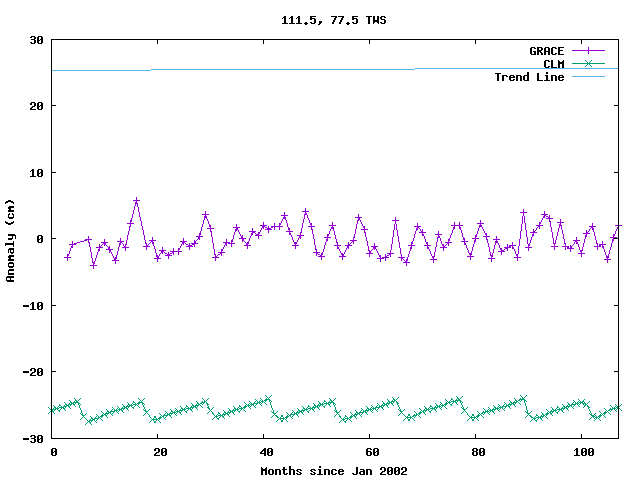 111.5, 77.5 TWS
GRACE
CLM
Trend Line
30
20
10
0
-10
-20
-30
Anomaly (cm)
0 20 40 60 80 100
Months since Jan 2002